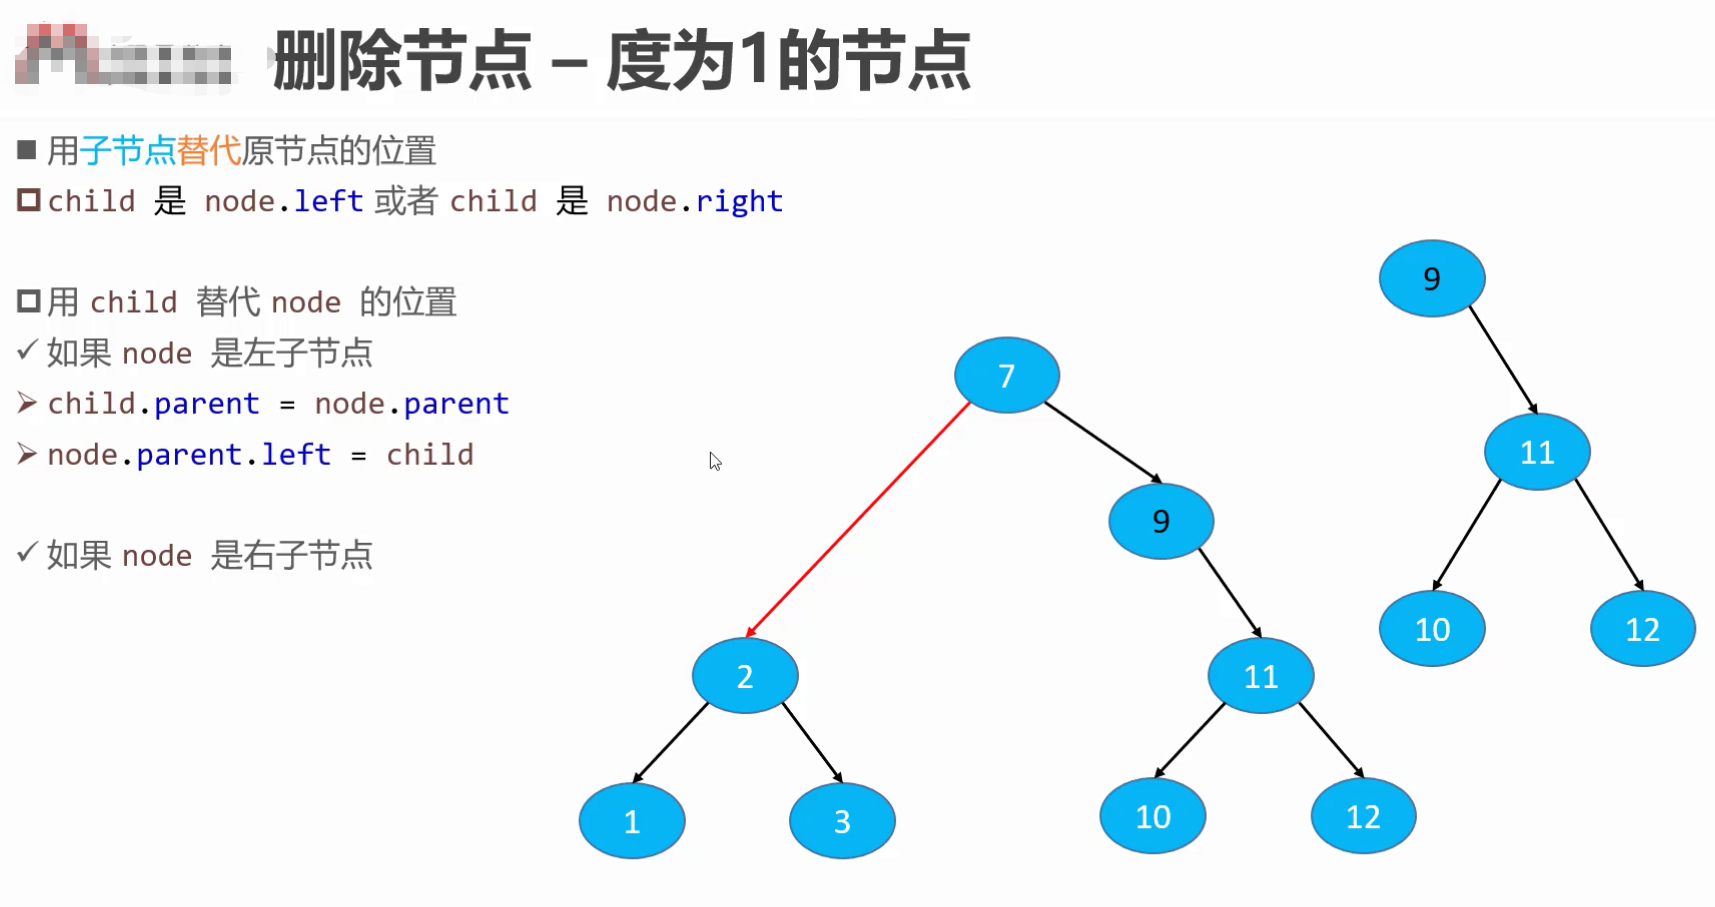 删除节点 – 度为1的节点
■ 用子节点替代原节点的位置
child 是 node.left 或者 child 是 node.right
用 child 替代 node 的位置
✓ 如果 node 是左子节点
➢ child.parent = node.parent
➢ node.parent.left = child
✓ 如果 node 是右子节点
7
9
2
11
1
3
10
12
9
11
10
12